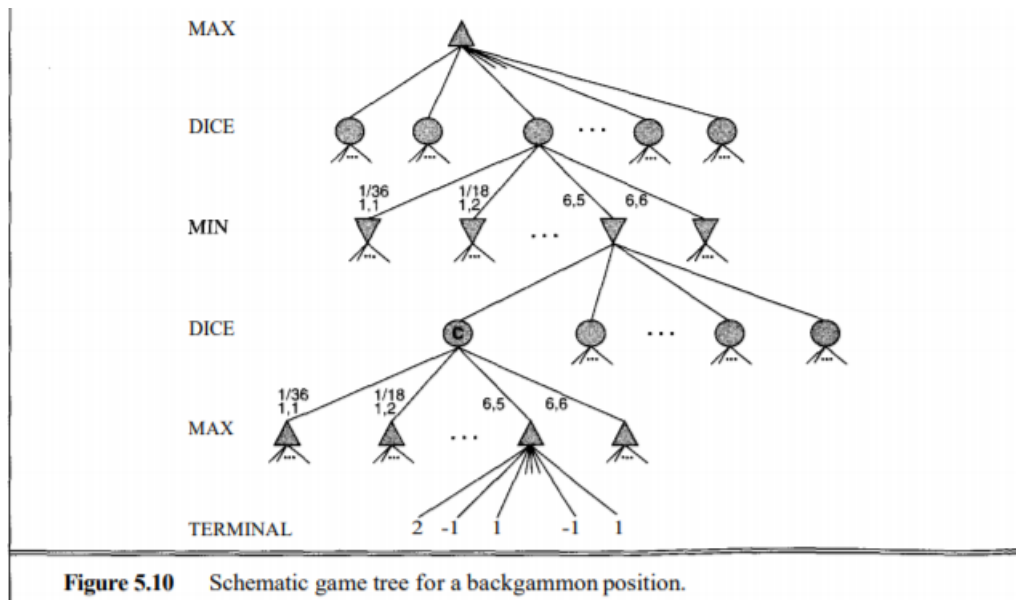 MAX
DICE
...
1/36 1/18
1,1 1,2 6,5 6,6
MIN
...
DICE
C ...
1/36 1/18
1,1 1,2 6,5 6,6
MAX
...
TERMINAL 2 -1 1 -1 1
Figure 5.10 Schematic game tree for a backgammon position.